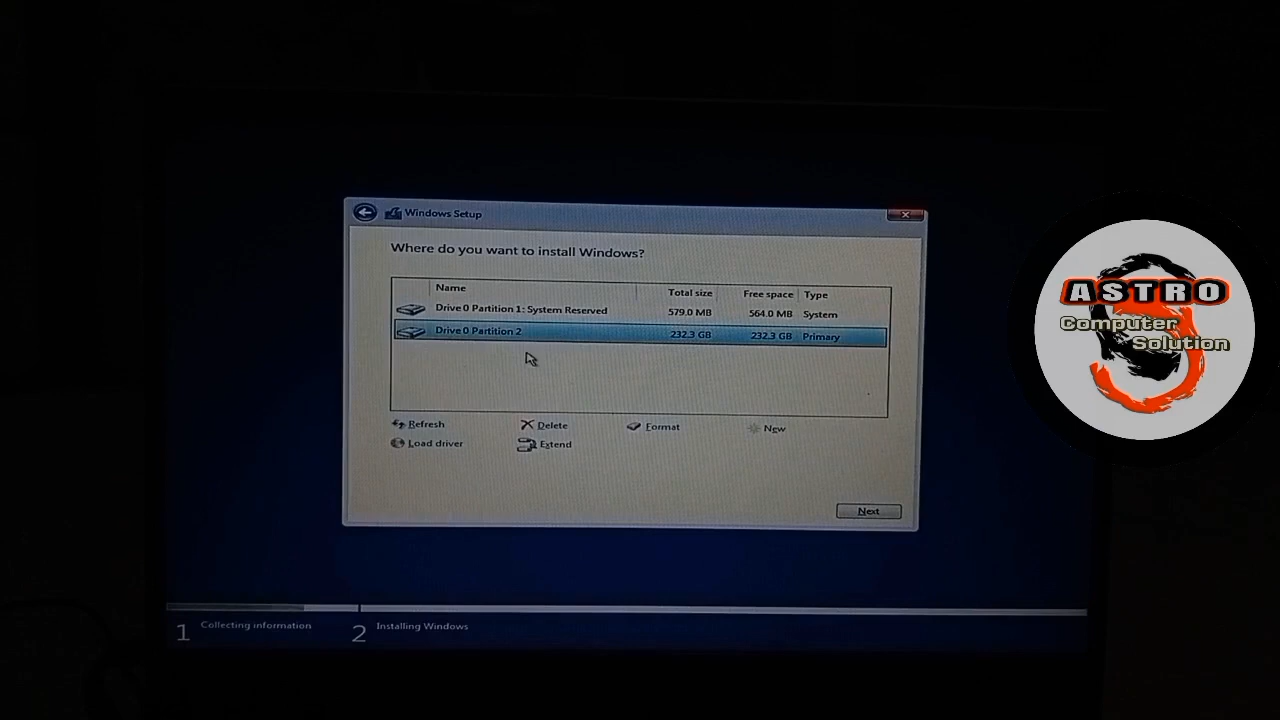 Windows Setup
Where do you want to install Windows?
Name Total size Free space Type
Drive 0 Partition 1: System Reserved 579.0 MB 564.0 MB System
Drive 0 Partition 2 232.3 GB 232.3 GB Primary
Refresh Delete Format New
Load driver Extend
Next
1 Collecting information 2 Installing Windows
ASTRO
Computer
Solution